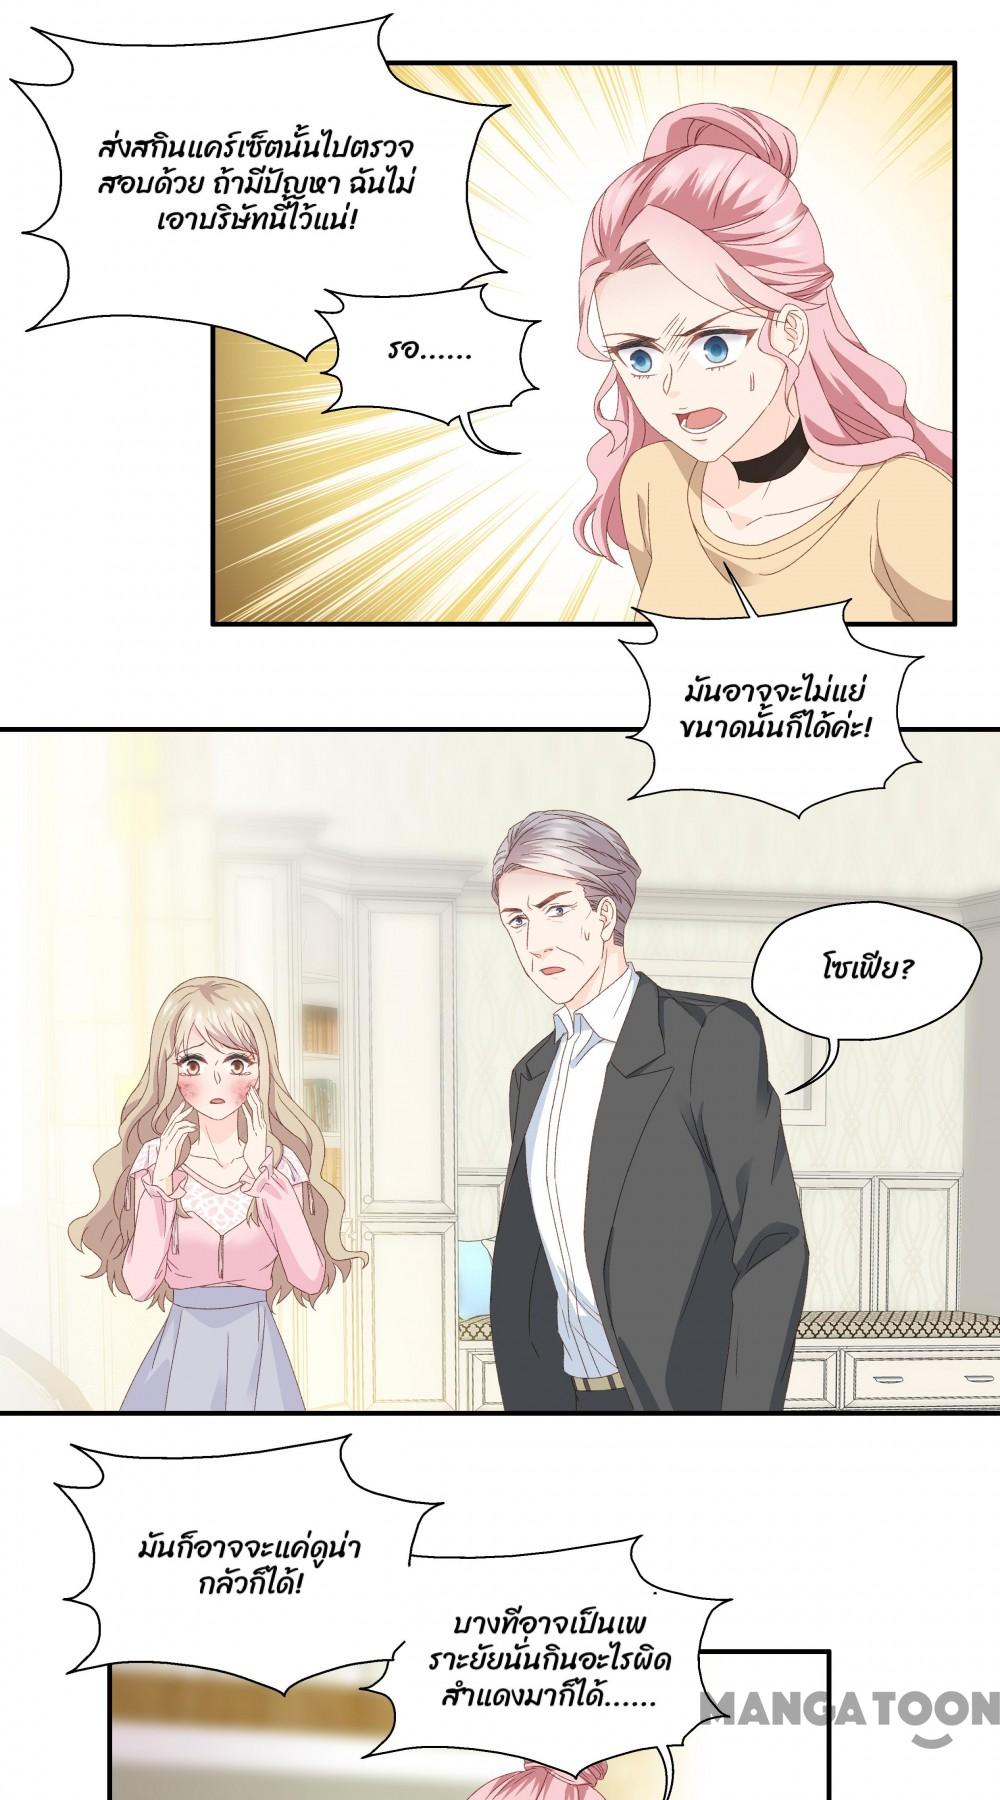 ส่งสกินแคร์เซ็ตนั้นไปตรวจ
สอบด้วย ถ้ามีปัญหา ฉันไม่
เอาบริษัทนี้ไว้แน่!
รอ......
มันอาจจะไม่แย่
ขนาดนั้นก็ได้ค่ะ!
โซเฟีย?
มันก็อาจจะแค่ดูน่า
กลัวก็ได้!
บางทีอาจเป็นเพ
ราะยัยนั่นกินอะไรผิด
สำแดงมาก็ได้......
MANGATOON